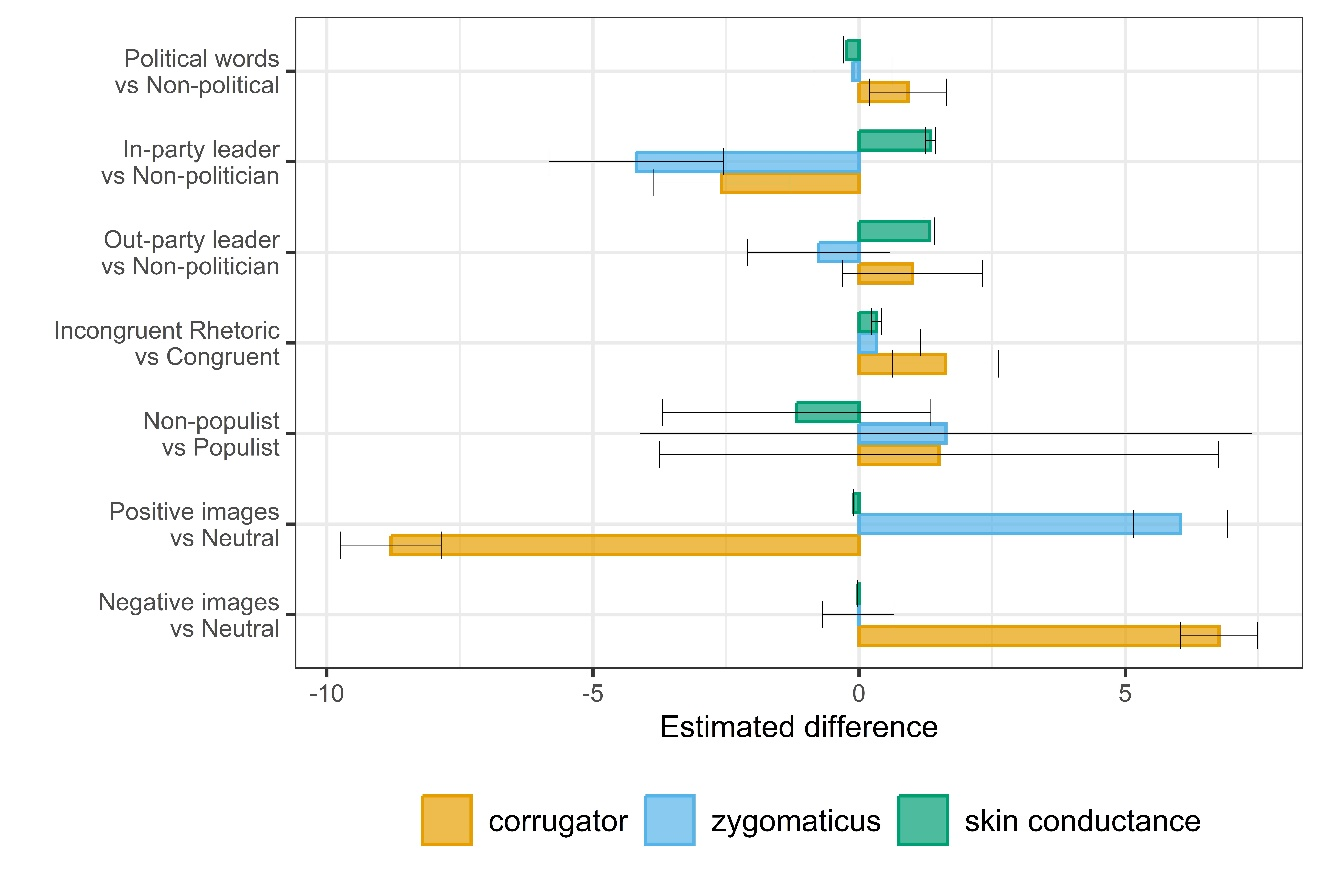 Political words
vs Non-political
In-party leader
vs Non-politician
Out-party leader
vs Non-politician
Incongruent Rhetoric
vs Congruent
Non-populist
vs Populist
Positive images
vs Neutral
Negative images
vs Neutral
-10 -5 0 5
Estimated difference
corrugator zygomaticus skin conductance